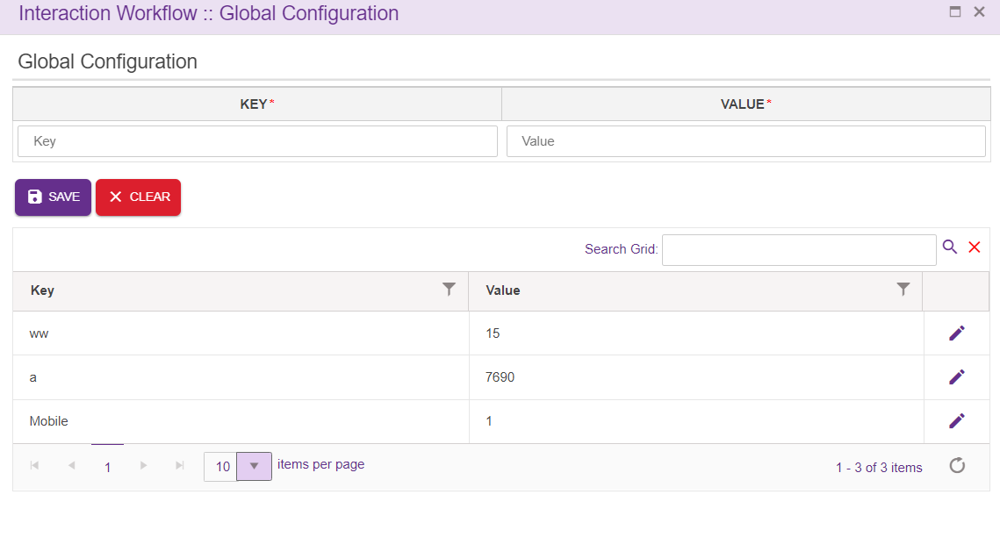 Interaction Workflow :: Global Configuration
Global Configuration
KEY* VALUE*
Key Value
SAVE CLEAR
Search Grid:
Key Value
ww 15
a 7690
Mobile 1
1 10 items per page 1 - 3 of 3 items